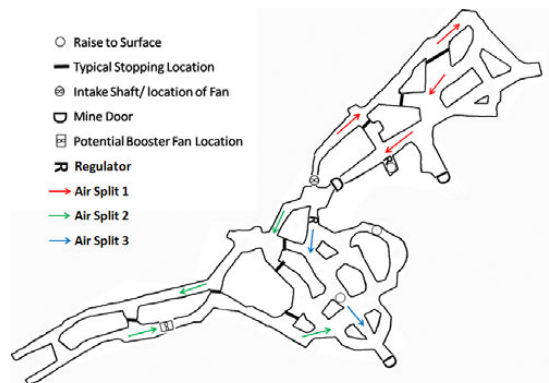 Raise to Surface
Typical Stopping Location
Intake Shaft/ location of Fan
Mine Door
Potential Booster Fan Location
R Regulator
Air Split 1
Air Split 2
Air Split 3
R